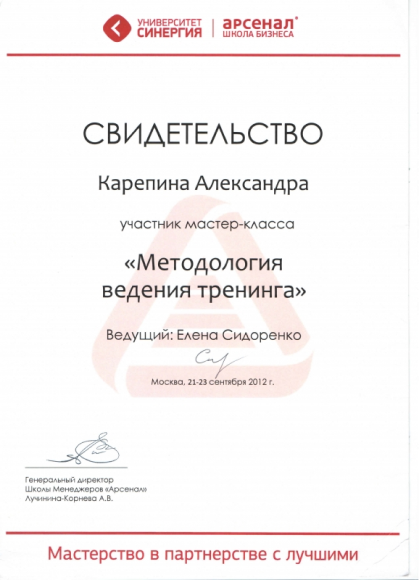 УНИВЕРСИТЕТ
СИНЕРГИЯ
арсенал®
ШКОЛА БИЗНЕСА
СВИДЕТЕЛЬСТВО
Карепина Александра
участник мастер-класса
«Методология
ведения тренинга»
Ведущий: Елена Сидоренко
Москва, 21-23 сентября 2012 г.
Генеральный директор
Школы Менеджеров «Арсенал»
Лучинина-Корнева А.В.
Мастерство в партнерстве с лучшими